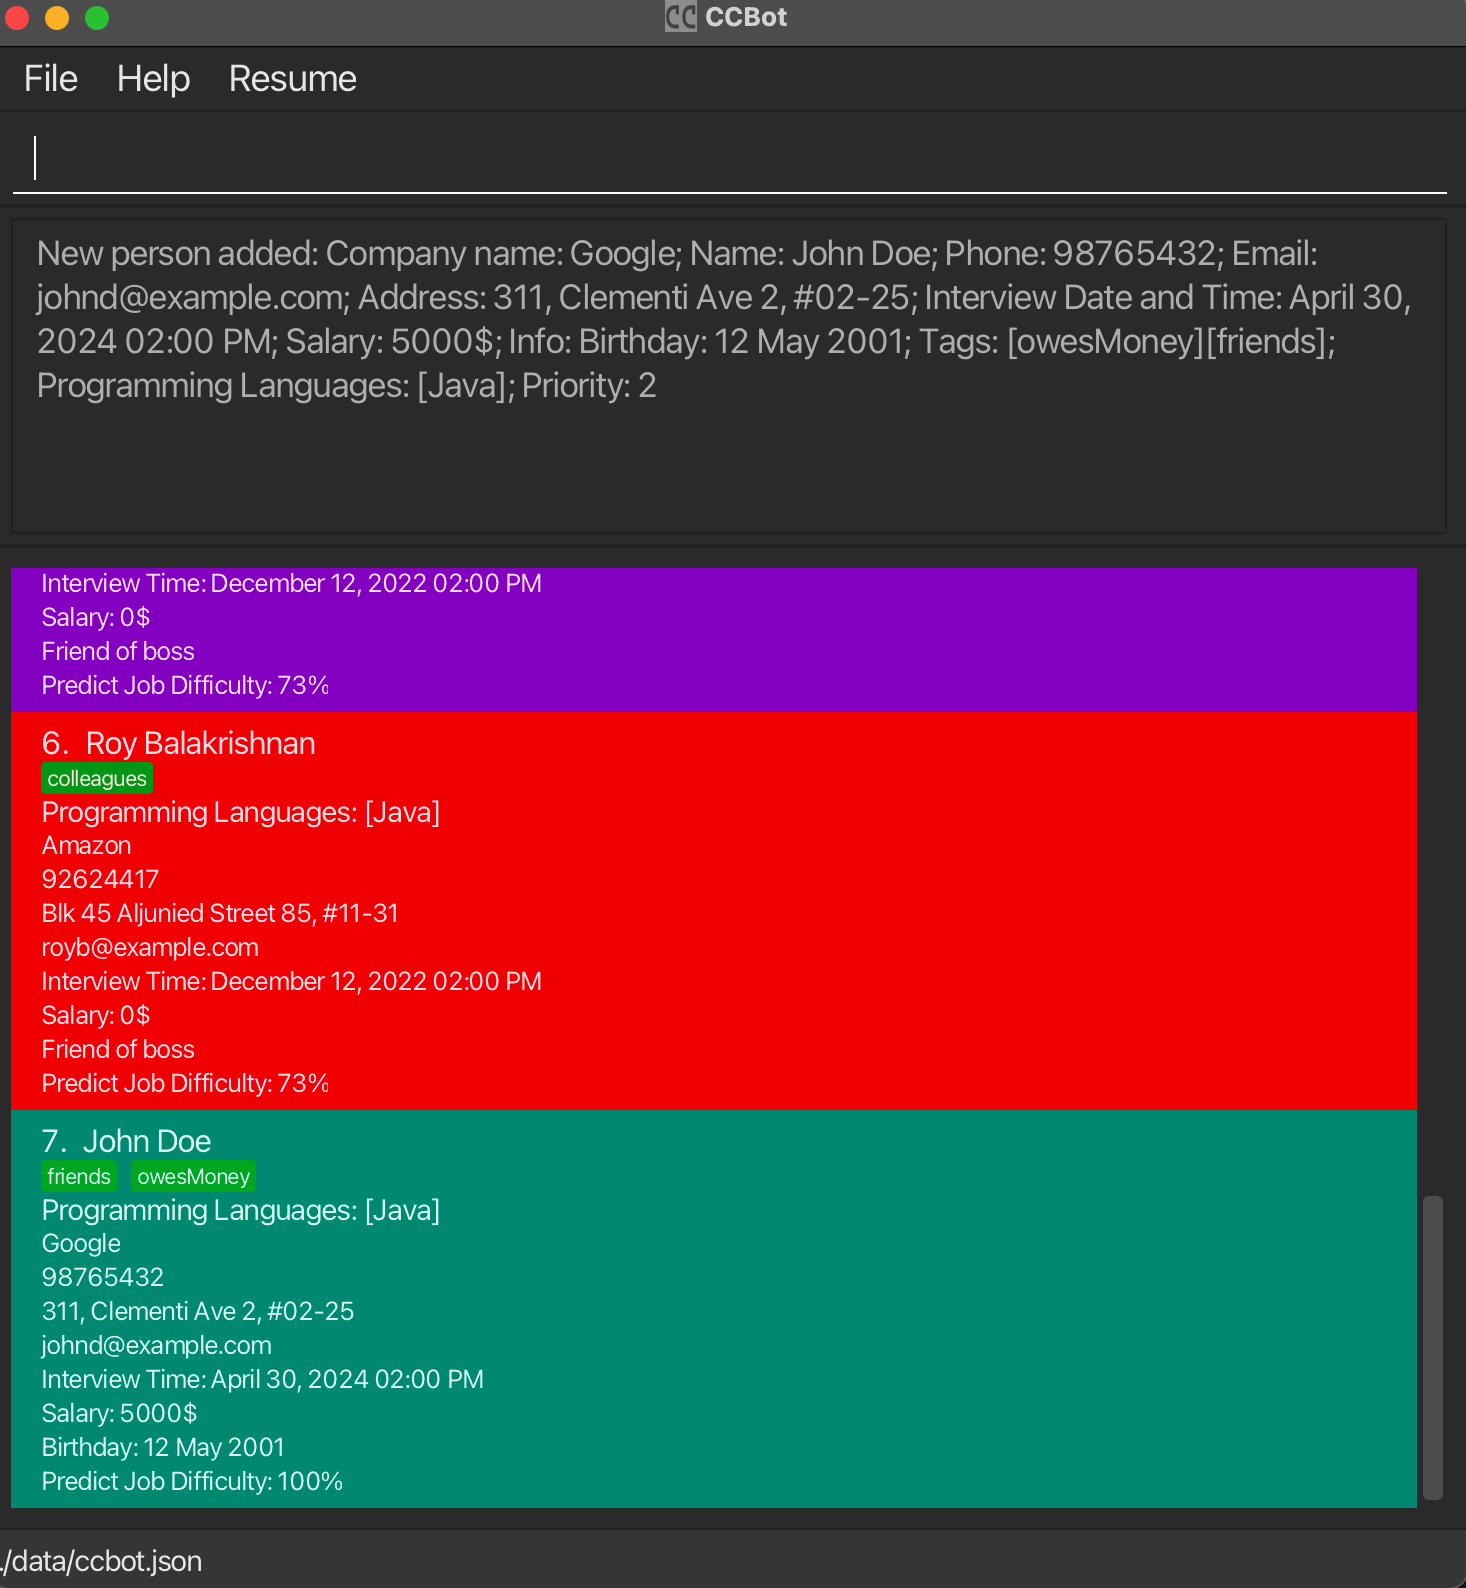 CC CCBot
File Help Resume
New person added: Company name: Google; Name: John Doe; Phone: 98765432; Email:
johnd@example.com; Address: 311, Clementi Ave 2, #02-25; Interview Date and Time: April 30,
2024 02:00 PM; Salary: 5000$; Info: Birthday: 12 May 2001; Tags: [owesMoney][friends];
Programming Languages: [Java]; Priority: 2
Interview Time: December 12, 2022 02:00 PM
Salary: 0$
Friend of boss
Predict Job Difficulty: 73%
6. Roy Balakrishnan
colleagues
Programming Languages: [Java]
Amazon
92624417
Blk 45 Aljunied Street 85, #11-31
royb@example.com
Interview Time: December 12, 2022 02:00 PM
Salary: 0$
Friend of boss
Predict Job Difficulty: 73%
7. John Doe
friends owesMoney
Programming Languages: [Java]
Google
98765432
311, Clementi Ave 2, #02-25
johnd@example.com
Interview Time: April 30, 2024 02:00 PM
Salary: 5000$
Birthday: 12 May 2001
Predict Job Difficulty: 100%
./data/ccbot.json